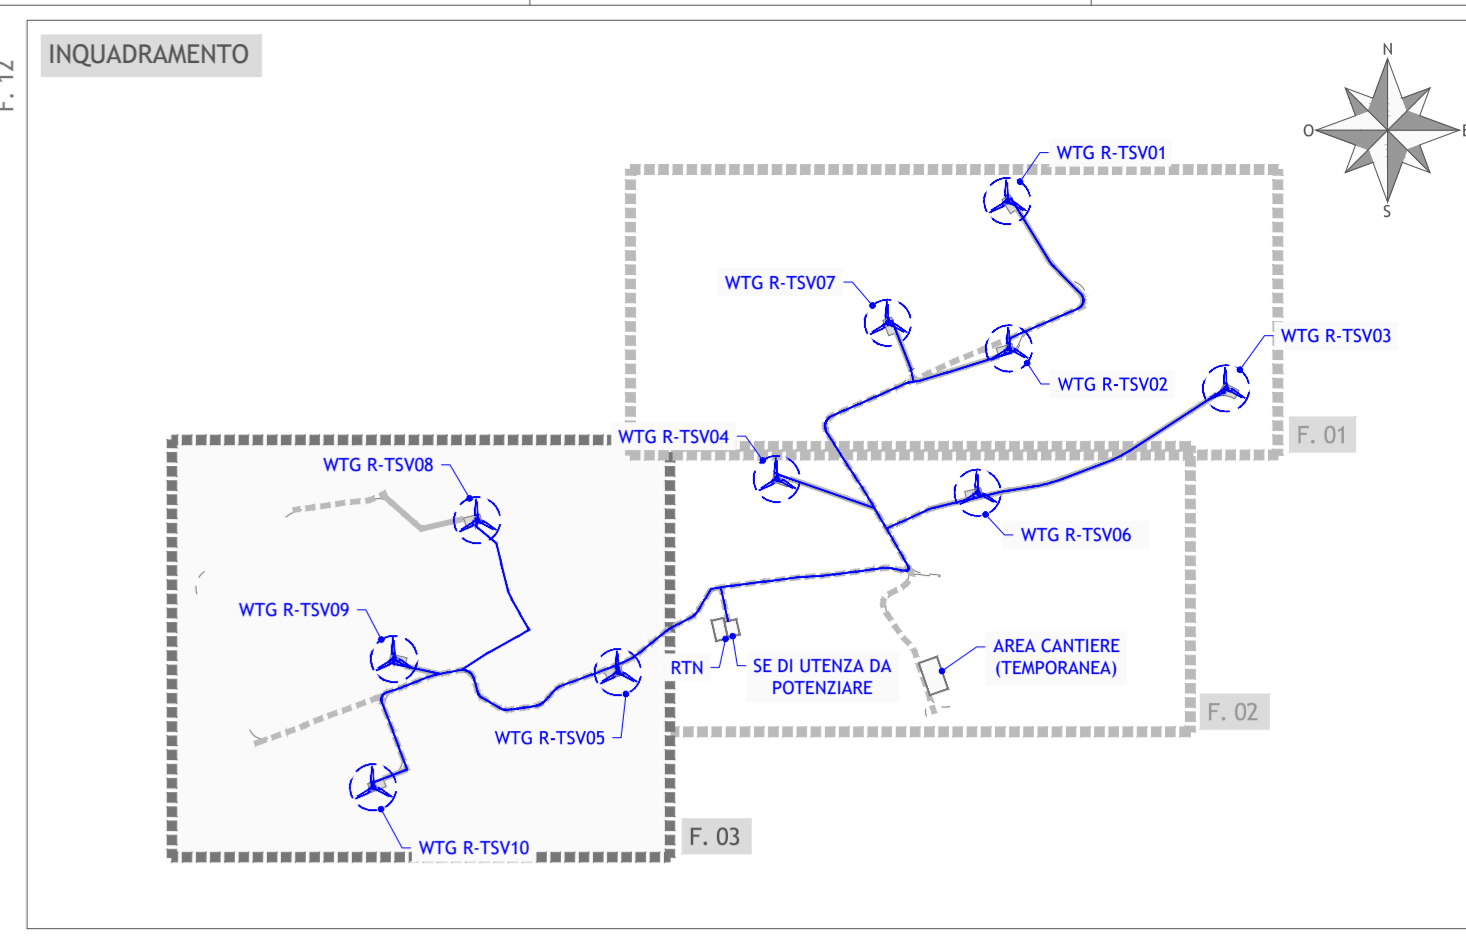 INQUADRAMENTO
F. 12
N
O
E
S
WTG R-TSV01
WTG R-TSV07
WTG R-TSV03
WTG R-TSV02
WTG R-TSV04
F. 01
WTG R-TSV08
WTG R-TSV06
WTG R-TSV09
AREA CANTIERE
(TEMPORANEA)
RTN
SE DI UTENZA DA
POTENZIARE
F. 02
WTG R-TSV05
F. 03
WTG R-TSV10